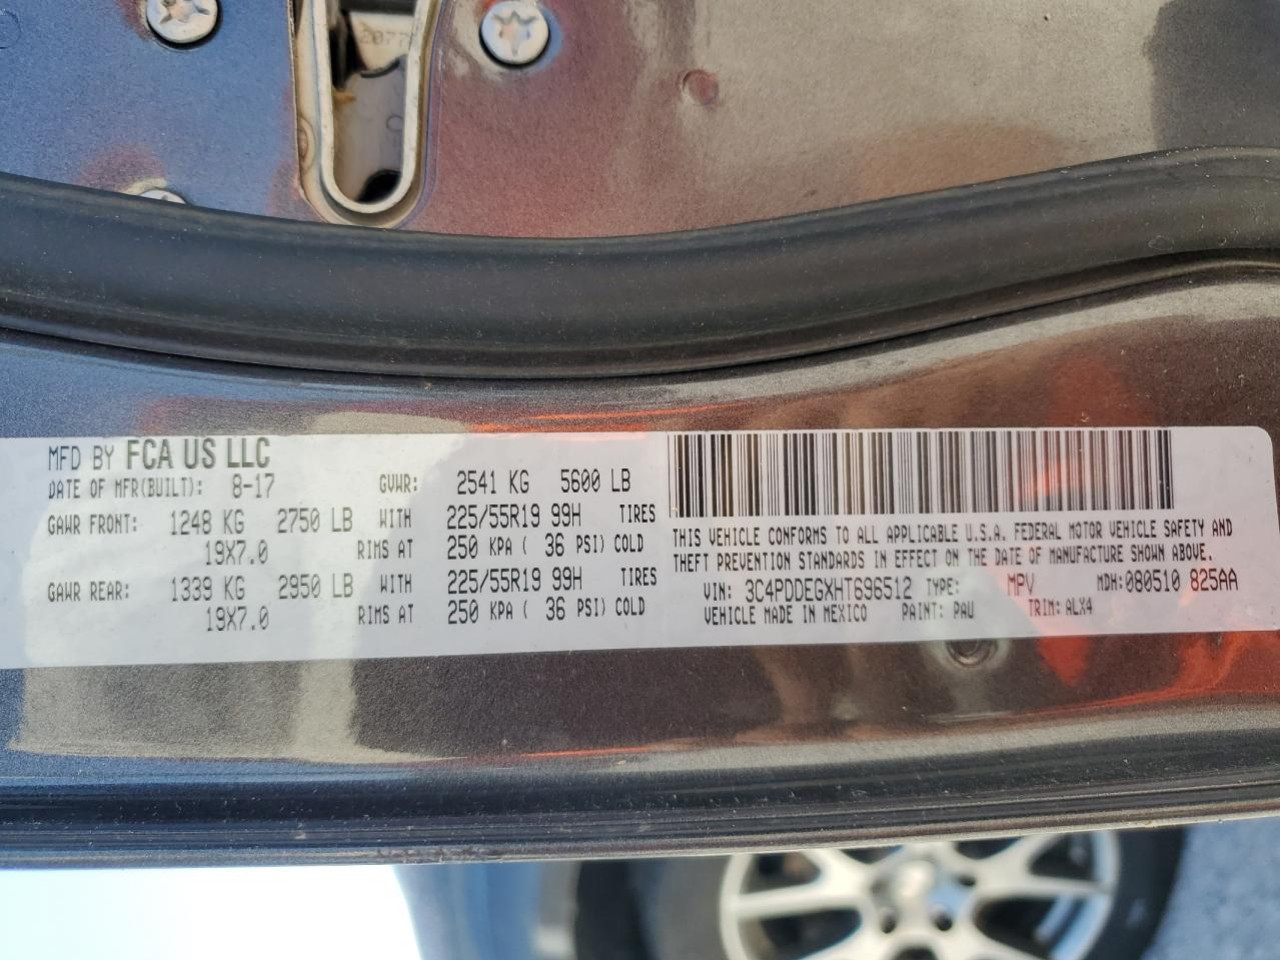 2077
MFD BY FCA US LLC
DATE OF MFR(BUILT): 8-17 GVWR: 2541 KG 5600 LB
GAWR FRONT: 1248 KG 2750 LB WITH 225/55R19 99H TIRES
19X7.0 RIMS AT 250 KPA ( 36 PSI) COLD
GAWR REAR: 1339 KG 2950 LB WITH 225/55R19 99H TIRES
19X7.0 RIMS AT 250 KPA ( 36 PSI) COLD
THIS VEHICLE CONFORMS TO ALL APPLICABLE U.S.A. FEDERAL MOTOR VEHICLE SAFETY AND
THEFT PREVENTION STANDARDS IN EFFECT ON THE DATE OF MANUFACTURE SHOWN ABOVE.
VIN: 3C4PDDEGXHT696512 TYPE: MPV MDH:080510 825AA
VEHICLE MADE IN MEXICO PAINT: PAU TRIM: ALX4